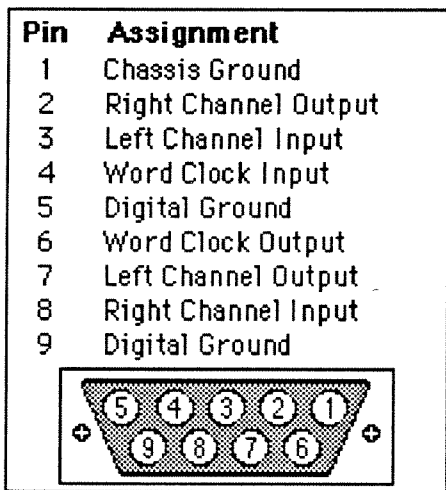 Pin Assignment
1 Chassis Ground
2 Right Channel Output
3 Left Channel Input
4 Word Clock Input
5 Digital Ground
6 Word Clock Output
7 Left Channel Output
8 Right Channel Input
9 Digital Ground
5 4 3 2 1
9 8 7 6